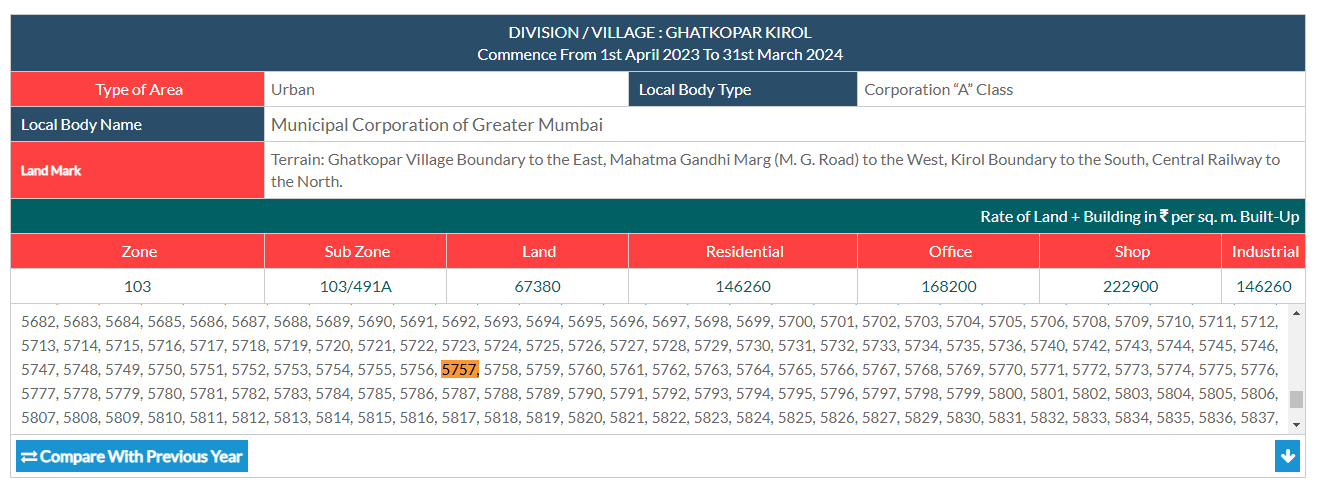 DIVISION / VILLAGE : GHATKOPAR KIROL
Commence From 1st April 2023 To 31st March 2024
Type of Area Urban Local Body Type Corporation “A” Class
Local Body Name Municipal Corporation of Greater Mumbai
Land Mark Terrain: Ghatkopar Village Boundary to the East, Mahatma Gandhi Marg (M. G. Road) to the West, Kirol Boundary to the South, Central Railway to
the North.
Rate of Land + Building in ₹ per sq. m. Built-Up
Zone Sub Zone Land Residential Office Shop Industrial
103 103/491A 67380 146260 168200 222900 146260
5682, 5683, 5684, 5685, 5686, 5687, 5688, 5689, 5690, 5691, 5692, 5693, 5694, 5695, 5696, 5697, 5698, 5699, 5700, 5701, 5702, 5703, 5704, 5705, 5706, 5708, 5709, 5710, 5711, 5712,
5713, 5714, 5715, 5716, 5717, 5718, 5719, 5720, 5721, 5722, 5723, 5724, 5725, 5726, 5727, 5728, 5729, 5730, 5731, 5732, 5733, 5734, 5735, 5736, 5740, 5742, 5743, 5744, 5745, 5746,
5747, 5748, 5749, 5750, 5751, 5752, 5753, 5754, 5755, 5756, 5757, 5758, 5759, 5760, 5761, 5762, 5763, 5764, 5765, 5766, 5767, 5768, 5769, 5770, 5771, 5772, 5773, 5774, 5775, 5776,
5777, 5778, 5779, 5780, 5781, 5782, 5783, 5784, 5785, 5786, 5787, 5788, 5789, 5790, 5791, 5792, 5793, 5794, 5795, 5796, 5797, 5798, 5799, 5800, 5801, 5802, 5803, 5804, 5805, 5806,
5807, 5808, 5809, 5810, 5811, 5812, 5813, 5814, 5815, 5816, 5817, 5818, 5819, 5820, 5821, 5822, 5823, 5824, 5825, 5826, 5827, 5829, 5830, 5831, 5832, 5833, 5834, 5835, 5836, 5837,
Compare With Previous Year